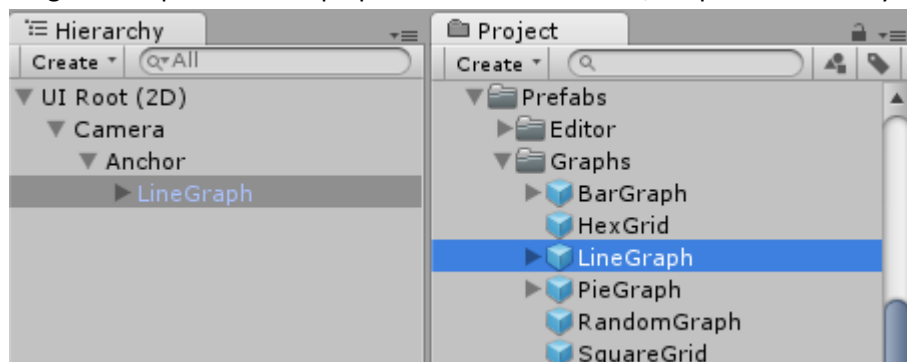 Hierarchy
Create
All
UI Root (2D)
Camera
Anchor
LineGraph
Project
Create
Prefabs
Editor
Graphs
BarGraph
HexGrid
LineGraph
PieGraph
RandomGraph
SquareGrid